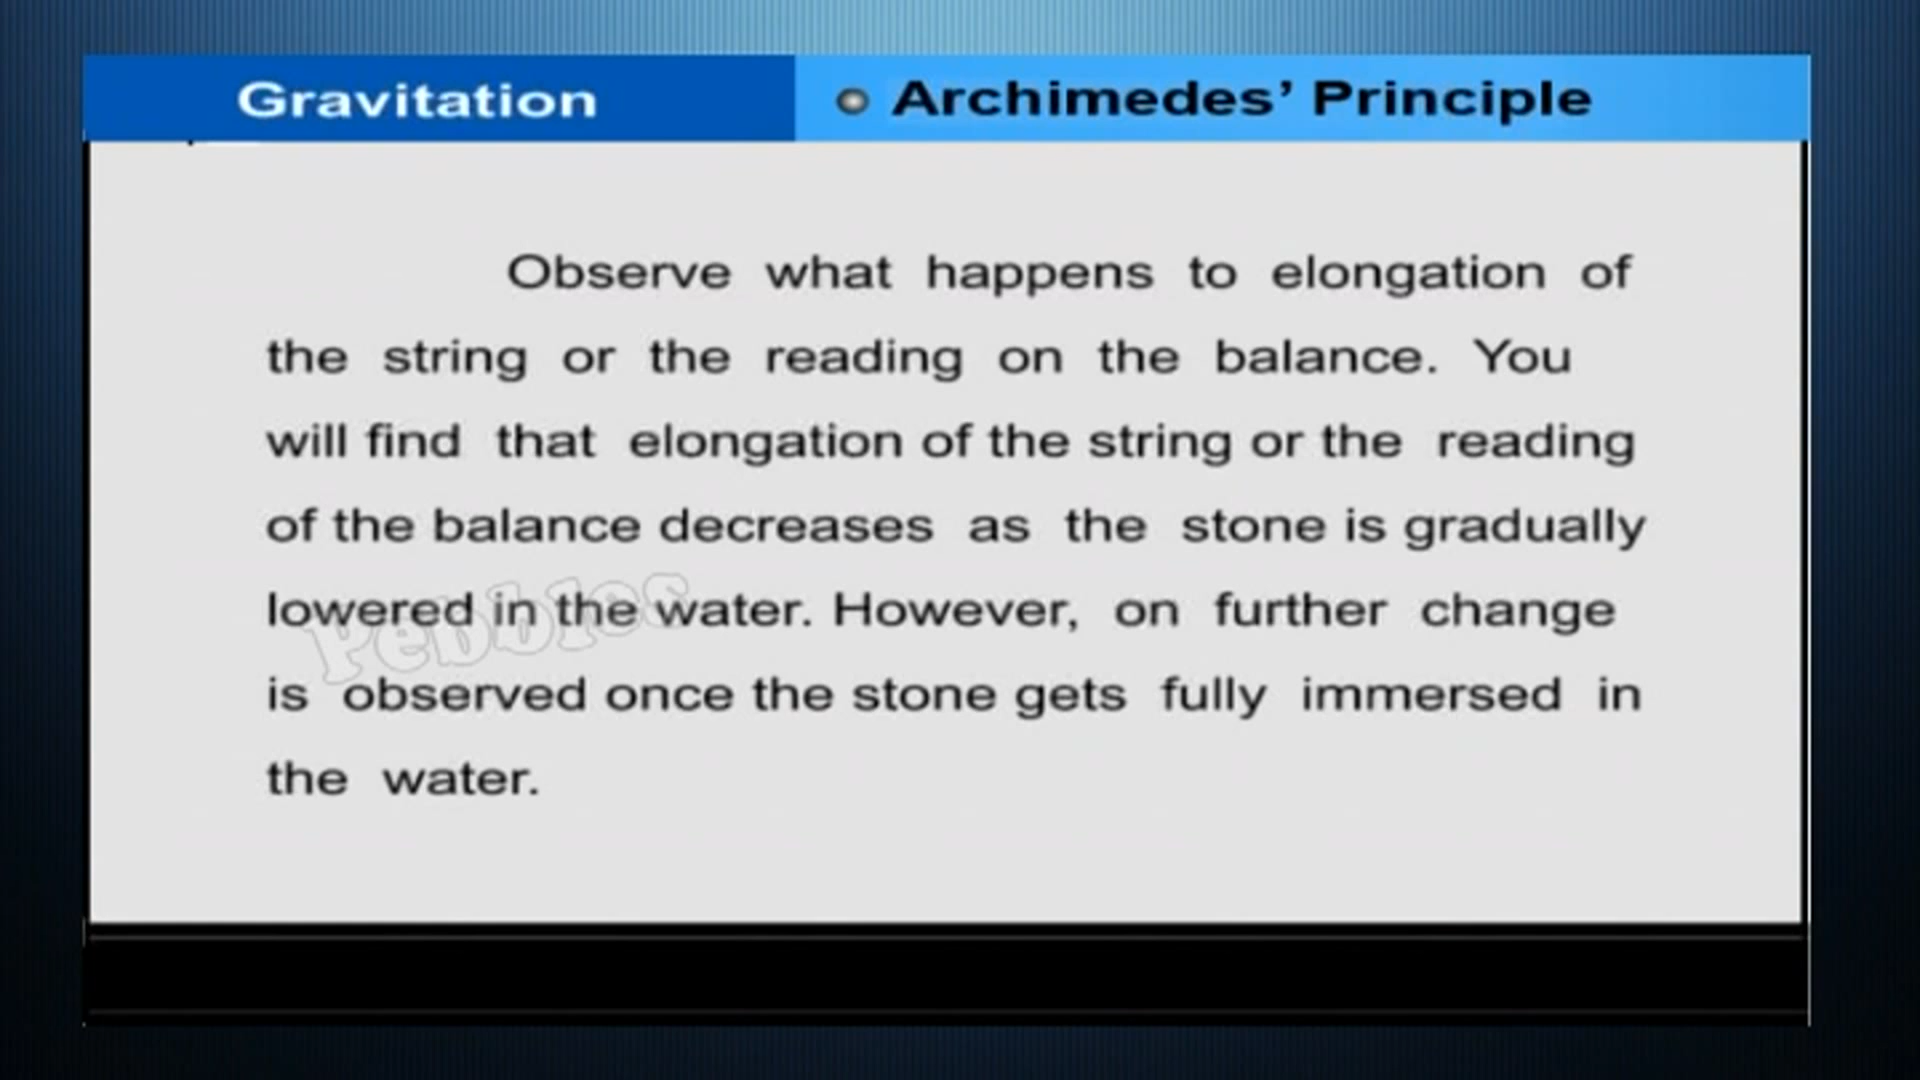 Gravitation
Archimedes’ Principle
Observe what happens to elongation of
the string or the reading on the balance. You
will find that elongation of the string or the reading
of the balance decreases as the stone is gradually
lowered in the water. However, on further change
is observed once the stone gets fully immersed in
the water.
Pebbles